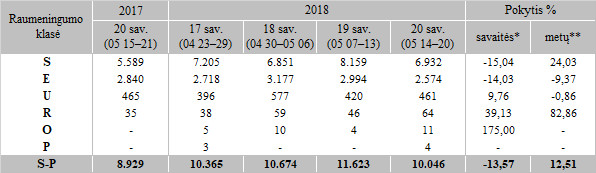 Raumeningumo klasė 2017 2018 Pokytis %
20 sav. (05 15–21) 17 sav. (04 23–29) 18 sav. (04 30–05 06) 19 sav. (05 07–13) 20 sav. (05 14–20) savaitės* metų**
S 5.589 7.205 6.851 8.159 6.932 -15,04 24,03
E 2.840 2.718 3.177 2.994 2.574 -14,03 -9,37
U 465 396 577 420 461 9,76 -0,86
R 35 38 59 46 64 39,13 82,86
O - 5 10 4 11 175,00 -
P - 3 - - 4 - -
S-P 8.929 10.365 10.674 11.623 10.046 -13,57 12,51